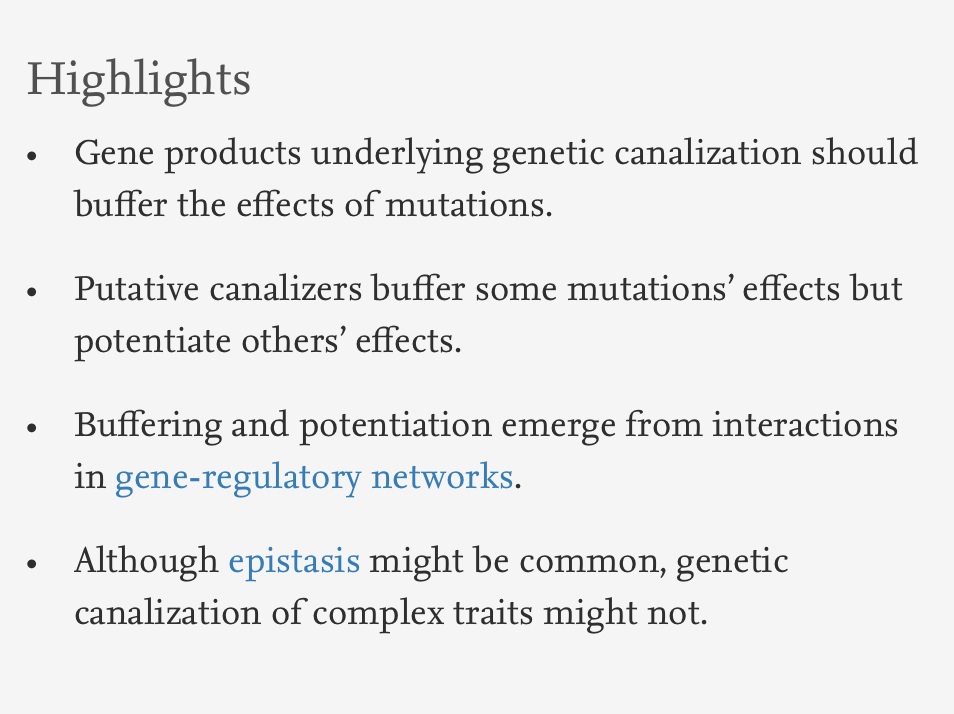 Highlights
• Gene products underlying genetic canalization should
buffer the effects of mutations.
• Putative canalizers buffer some mutations’ effects but
potentiate others’ effects.
• Buffering and potentiation emerge from interactions
in gene-regulatory networks.
• Although epistasis might be common, genetic
canalization of complex traits might not.